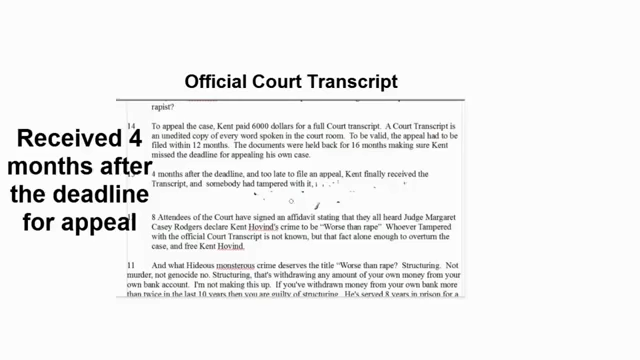 Official Court Transcript
Received 4
months after
the deadline
for appeal
rapist?
14 To appeal the case, Kent paid 6000 dollars for a full Court transcript. A Court Transcript is
an unedited copy of every word spoken in the court room. To be valid, the appeal had to be
filed within 12 months. The documents were held back for 16 months making sure Kent
missed the deadline for appealing his own case.
4 months after the deadline, and too late to file an appeal, Kent finally received the
Transcript, and somebody had tampered with it,
8 Attendees of the Court have signed an affidavit stating that they all heard Judge Margaret
Casey Rodgers declare Kent Hovind's crime to be "Worse than rape" Whoever Tampered
with the official Court Transcript is not known, but that fact alone enough to overturn the
case, and free Kent Hovind.
11 And what Hideous monsterous crime deserves the title "Worse than rape? Structuring. Not
murder, not genocide no. Structuring, that's withdrawing any amount of your own money from your
own bank account. I'm not making this up. If you've withdrawn money from your own bank more
than twice in the last 10 years then you are guilty of structuring. He's served 8 years in prison for a